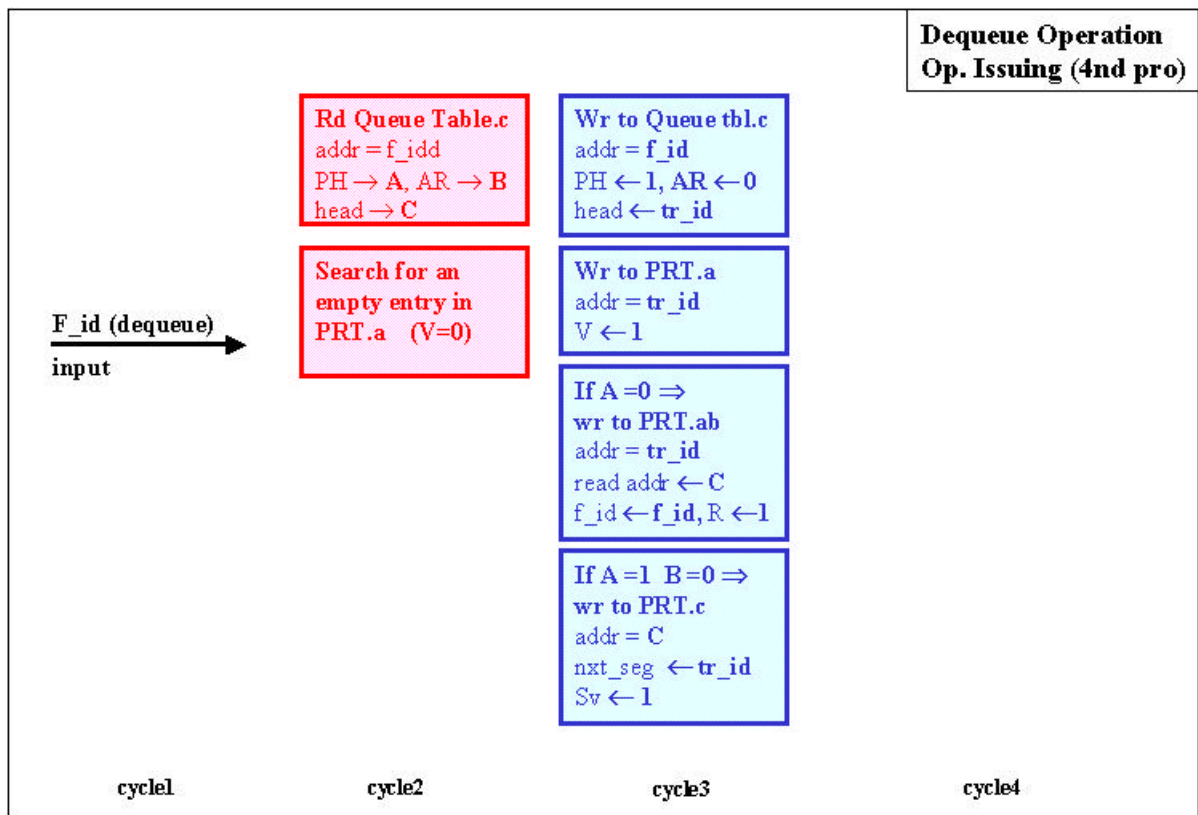 Dequeue Operation
Op. Issuing (4nd pro)
Rd Queue Table.c
addr = f_idd
PH → A, AR → B
head → C
Search for an
empty entry in
PRT.a (V=0)
F_id (dequeue)
input
Wr to Queue tbl.c
addr = f_id
PH ← 1, AR ← 0
head ← tr_id
Wr to PRT.a
addr = tr_id
V ← 1
If A =0 ⇒
wr to PRT.ab
addr = tr_id
read addr ← C
f_id ← f_id, R ← 1
If A =1 B =0 ⇒
wr to PRT.c
addr = C
nxt_seg ← tr_id
Sv ← 1
cycle1
cycle2
cycle3
cycle4